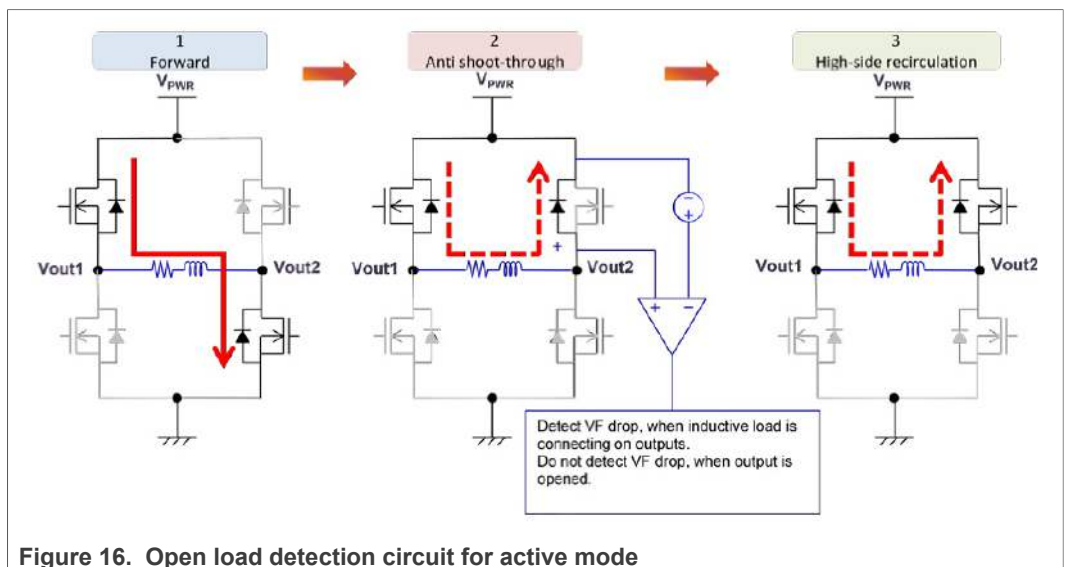 1
Forward
2
Anti shoot-through
3
High-side recirculation
VPWR
VPWR
VPWR
Vout1
Vout2
Vout1
+
Vout2
-
+
+
-
Vout1
Vout2
Detect VF drop, when inductive load is
connecting on outputs.
Do not detect VF drop, when output is
opened.
Figure 16. Open load detection circuit for active mode